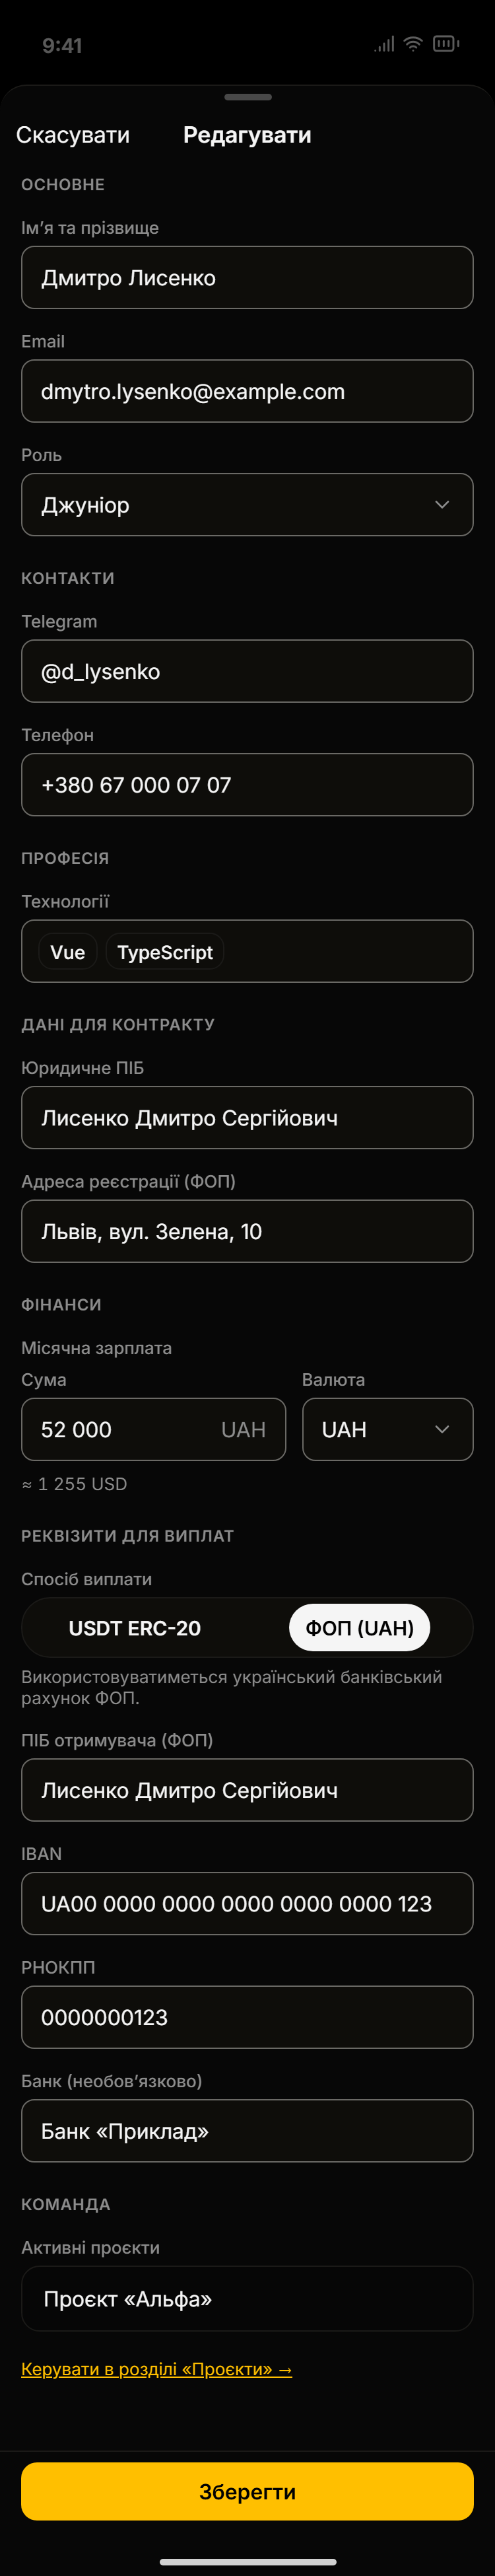 9:41
Скасувати
Редагувати
ОСНОВНЕ
Ім’я та прізвище
Дмитро Лисенко
Email
dmytro.lysenko@example.com
Роль
Джуніор
КОНТАКТИ
Telegram
@d_lysenko
Телефон
+380 67 000 07 07
ПРОФЕСІЯ
Технології
Vue
TypeScript
ДАНІ ДЛЯ КОНТРАКТУ
Юридичне ПІБ
Лисенко Дмитро Сергійович
Адреса реєстрації (ФОП)
Львів, вул. Зелена, 10
ФІНАНСИ
Місячна зарплата
Сума
Валюта
52 000 UAH
UAH
≈ 1 255 USD
РЕКВІЗИТИ ДЛЯ ВИПЛАТ
Спосіб виплати
USDT ERC-20
ФОП (UAH)
Використовуватиметься український банківський
рахунок ФОП.
ПІБ отримувача (ФОП)
Лисенко Дмитро Сергійович
IBAN
UA00 0000 0000 0000 0000 0000 123
РНОКПП
0000000123
Банк (необов’язково)
Банк «Приклад»
КОМАНДА
Активні проєкти
Проєкт «Альфа»
Керувати в розділі «Проєкти» →
Зберегти